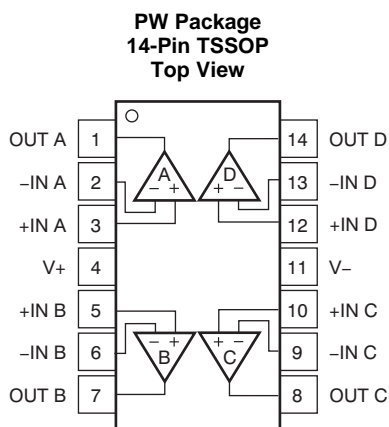 PW Package
14-Pin TSSOP
Top View
OUT A 1 14 OUT D
−IN A 2 A D 13 −IN D
− + + −
+IN A 3 12 +IN D
V+ 4 11 V−
+IN B 5 10 +IN C
− + + −
−IN B 6 B C 9 −IN C
OUT B 7 8 OUT C